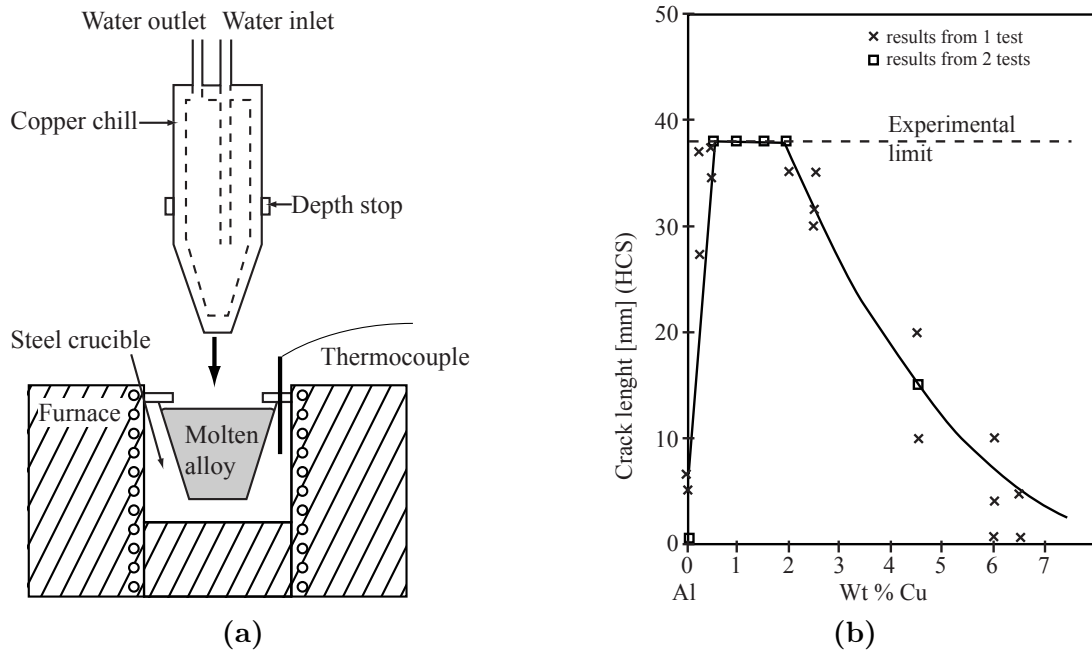 Water outlet Water inlet
Copper chill
Depth stop
Steel crucible
Thermocouple
Furnace
Molten
alloy
(a)
× results from 1 test
□ results from 2 tests
Experimental
limit
Crack lenght [mm] (HCS)
50
40
30
20
10
0
0 1 2 3 4 5 6 7
Al Wt % Cu
(b)